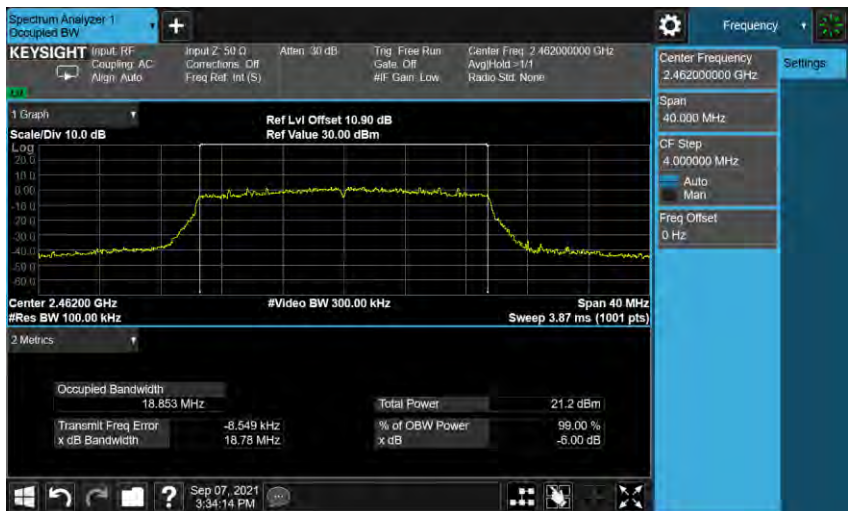 Spectrum Analyzer 1
Occupied BW
+
Frequency
KEYSIGHT
Input: RF
Coupling: AC
Align: Auto
Input Z: 50 Ω
Corrections: Off
Freq Ref: Int (S)
Atten: 30 dB
Trig: Free Run
Gate: Off
#IF Gain: Low
Center Freq: 2.462000000 GHz
Avg|Hold:>1/1
Radio Std: None
Center Frequency
2.462000000 GHz
Settings
Span
40.000 MHz
CF Step
4.000000 MHz
Auto
Man
Freq Offset
0 Hz
1 Graph
Scale/Div 10.0 dB
Ref Lvl Offset 10.90 dB
Ref Value 30.00 dBm
Log
20.0
10.0
0.00
-10.0
-20.0
-30.0
-40.0
-50.0
-60.0
Center 2.46200 GHz
#Res BW 100.00 kHz
#Video BW 300.00 kHz
Span 40 MHz
Sweep 3.87 ms (1001 pts)
2 Metrics
Occupied Bandwidth
18.853 MHz
Total Power 21.2 dBm
Transmit Freq Error -8.549 kHz
% of OBW Power 99.00 %
x dB Bandwidth 18.78 MHz
x dB -6.00 dB
?
Sep 07, 2021
3:34:14 PM